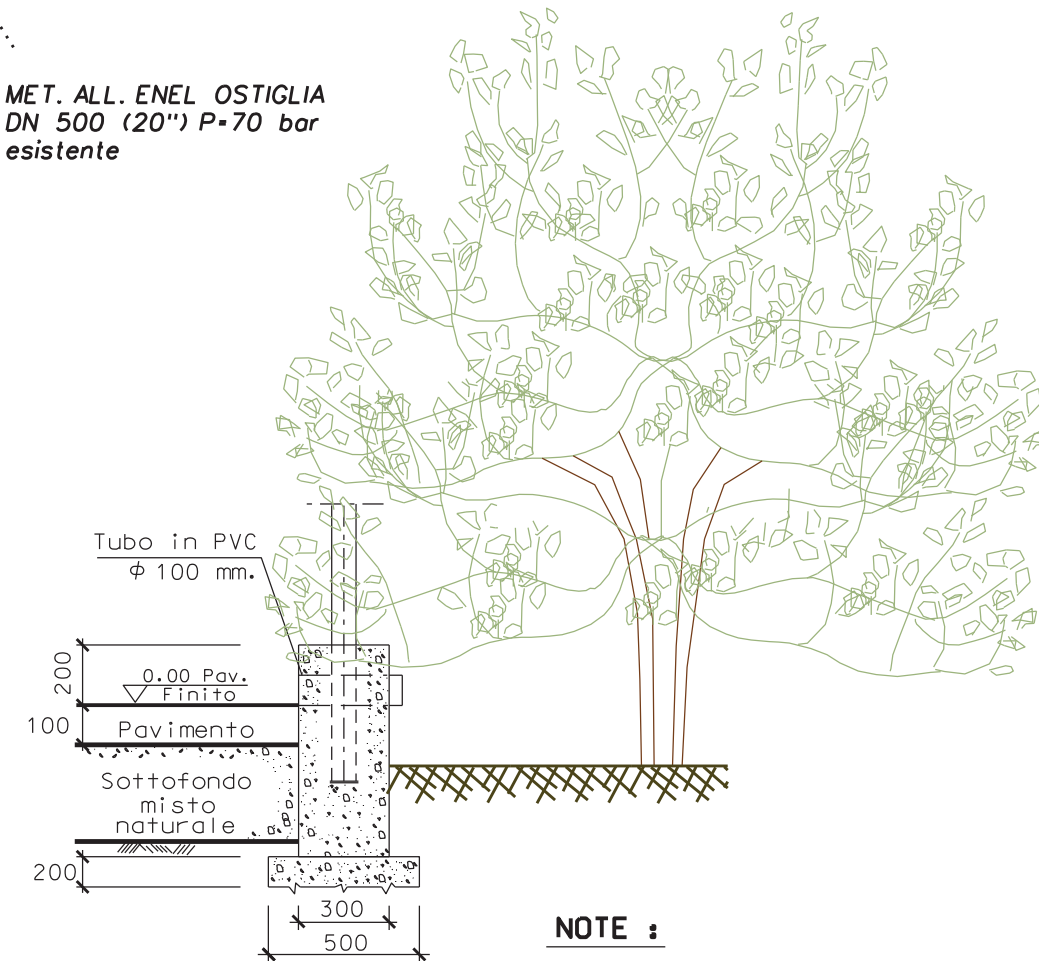 MET. ALL. ENEL OSTIGLIA
DN 500 (20") P=70 bar
esistente
Tubo in PVC
ϕ 100 mm.
200
0.00 Pav.
Finito
100
Pavimento
Sottofondo
misto
naturale
200
300
500
NOTE :